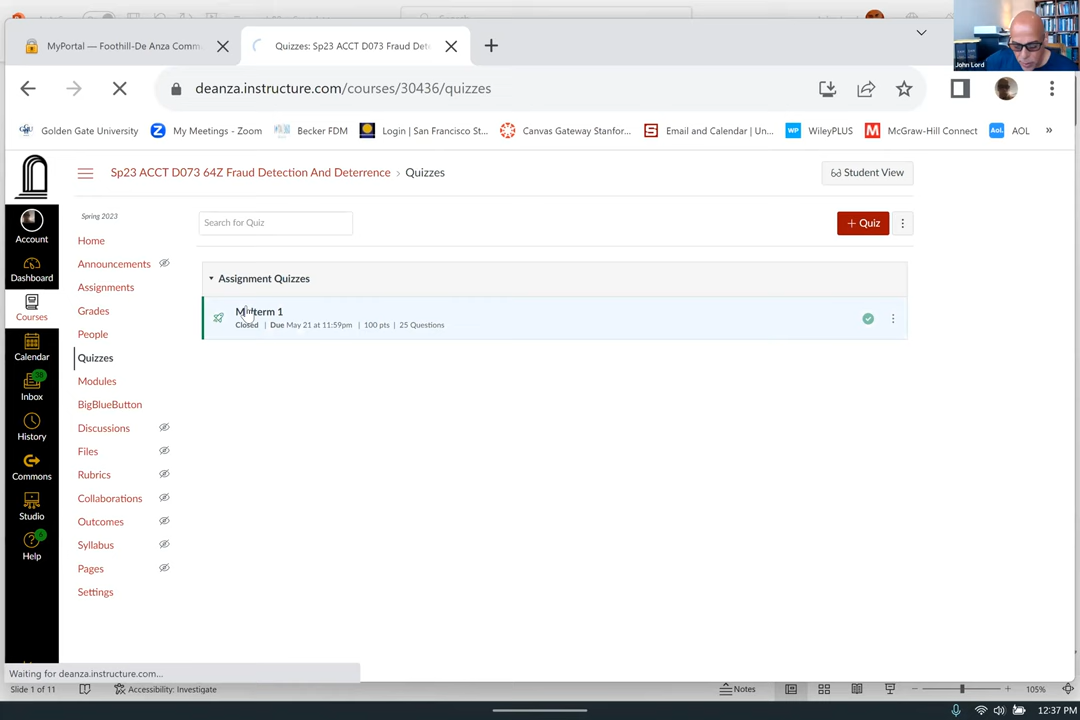 Search
MyPortal — Foothill-De Anza Comm
Quizzes: Sp23 ACCT D073 Fraud Det
John Lord
deanza.instructure.com/courses/30436/quizzes
Golden Gate University
My Meetings - Zoom
Becker FDM
Login | San Francisco St...
Canvas Gateway Stanfor...
Email and Calendar | Un...
WP WileyPLUS
M McGraw-Hill Connect
Aol. AOL
»
Sp23 ACCT D073 64Z Fraud Detection And Deterrence › Quizzes
Student View
Spring 2023
Search for Quiz
+ Quiz
Account
Dashboard
Courses
Calendar
Inbox
History
Commons
Studio
Help
Home
Announcements
Assignments
Grades
People
Quizzes
Modules
BigBlueButton
Discussions
Files
Rubrics
Collaborations
Outcomes
Syllabus
Pages
Settings
Assignment Quizzes
Midterm 1
Closed | Due May 21 at 11:59pm | 100 pts | 25 Questions
Waiting for deanza.instructure.com...
Slide 1 of 11
Accessibility: Investigate
Notes
105%
12:37 PM